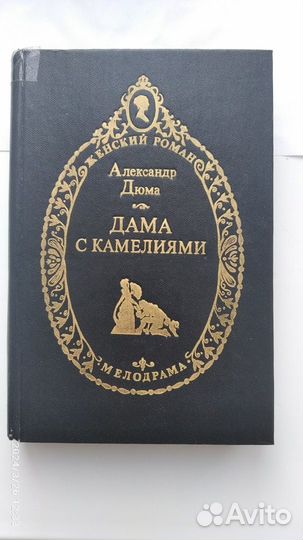 ЖЕНСКИЙ РОМАН
АЛЕКСАНДР
ДЮМА
ДАМА
С КАМЕЛИЯМИ
МЕЛОДРАМА
Avito